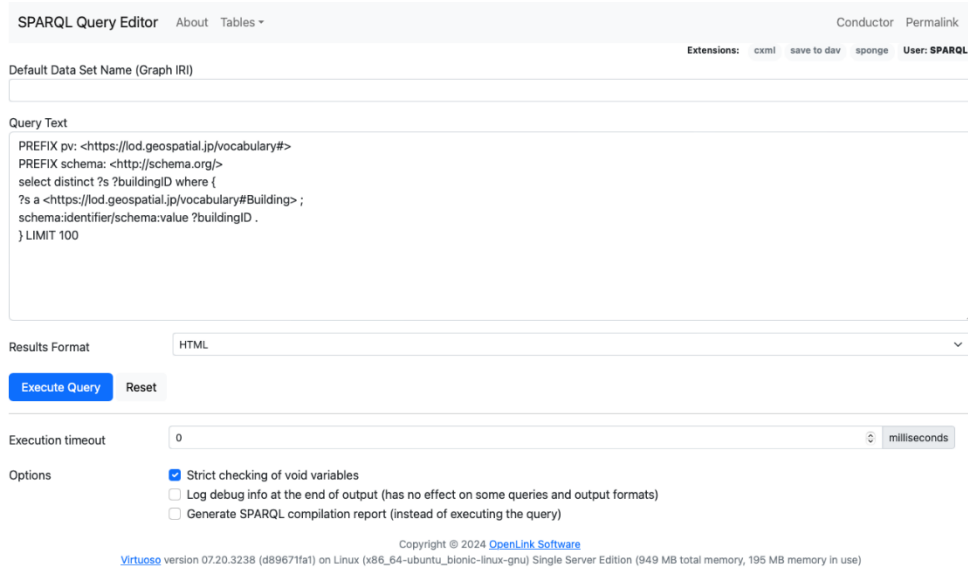 SPARQL Query Editor About Tables Conductor Permalink
Extensions: cxml save to dav sponge User: SPARQL
Default Data Set Name (Graph IRI)
Query Text
PREFIX pv: <https://lod.geospatial.jp/vocabulary#>
PREFIX schema: <http://schema.org/>
select distinct ?s ?buildingID where {
?s a <https://lod.geospatial.jp/vocabulary#Building> ;
schema:identifier/schema:value ?buildingID .
} LIMIT 100
Results Format HTML
Execute Query Reset
Execution timeout 0 milliseconds
Options Strict checking of void variables
Log debug info at the end of output (has no effect on some queries and output formats)
Generate SPARQL compilation report (instead of executing the query)
Copyright © 2024 OpenLink Software
Virtuoso version 07.20.3238 (d89671fa1) on Linux (x86_64-ubuntu_bionic-linux-gnu) Single Server Edition (949 MB total memory, 195 MB memory in use)